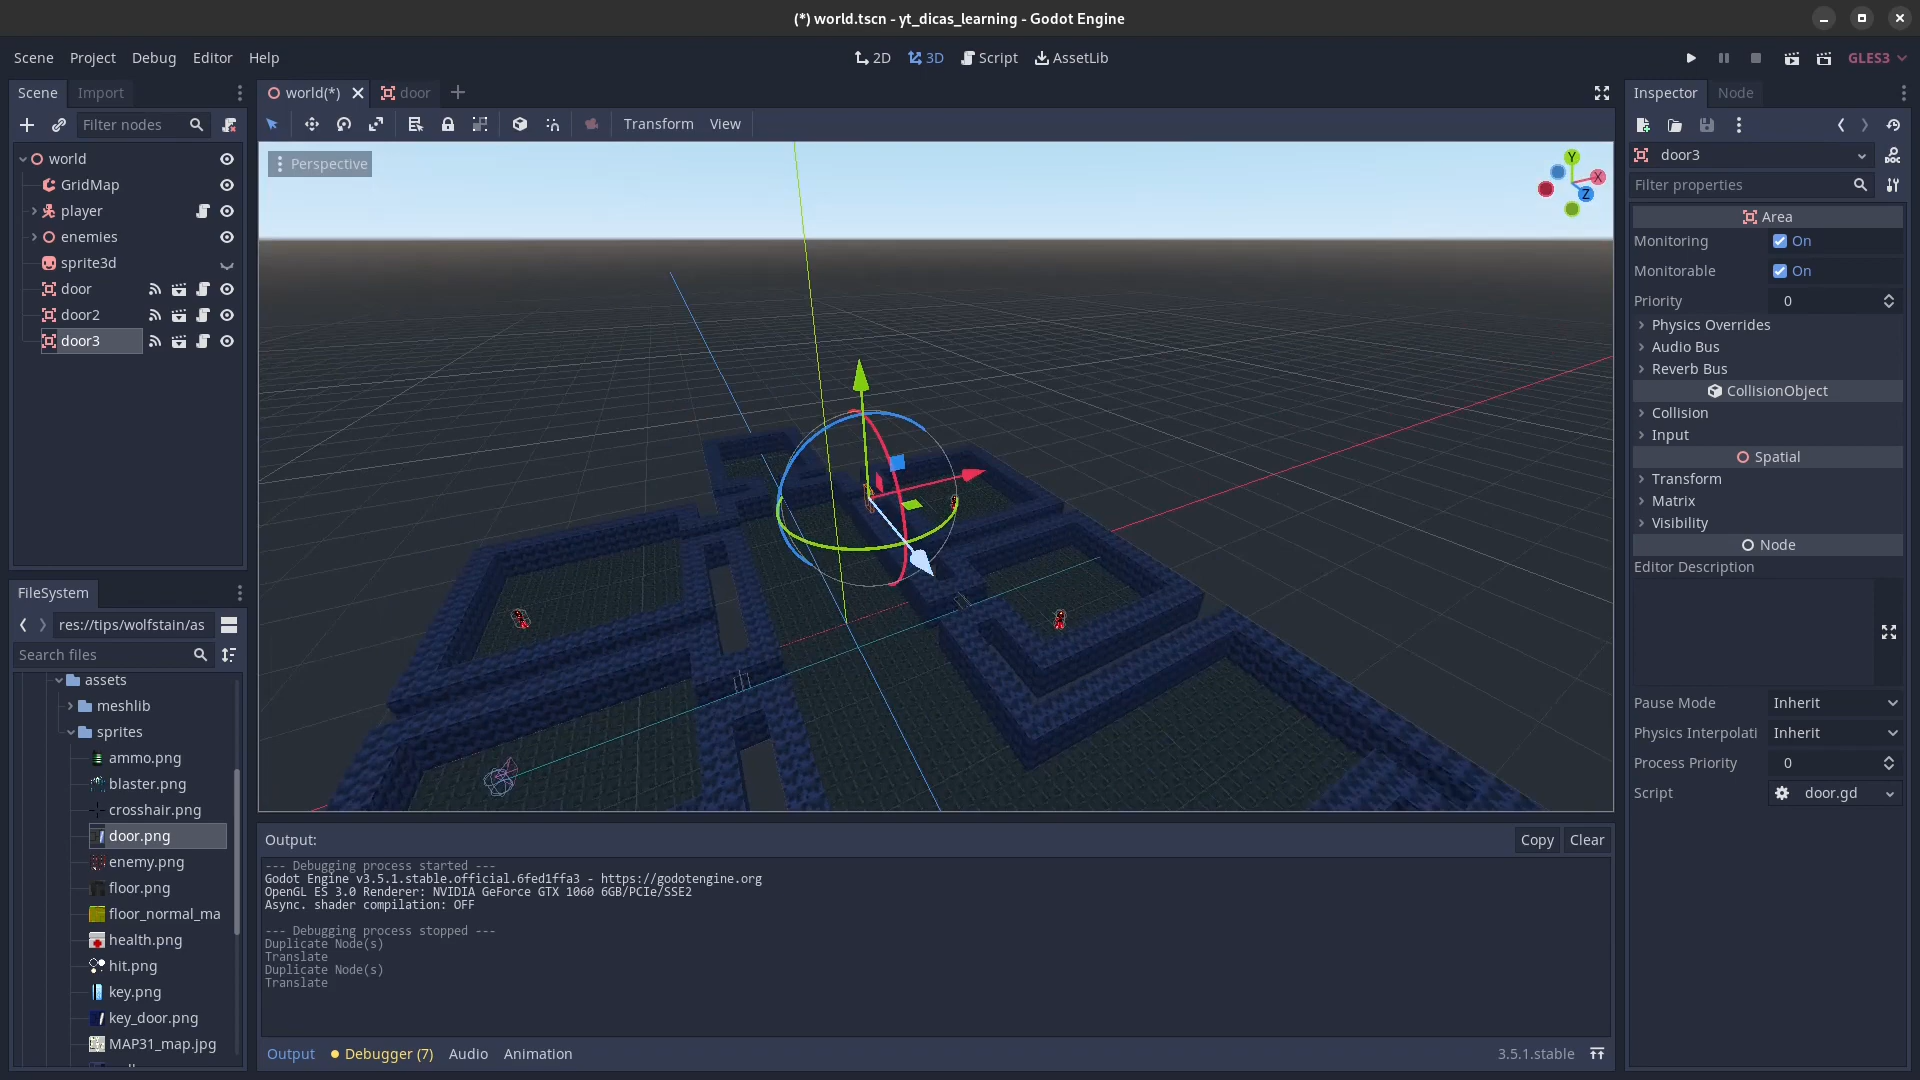 (*) world.tscn - yt_dicas_learning - Godot Engine
Scene Project Debug Editor Help
2D 3D Script AssetLib
GLES3
Scene Import
world(*) door
Inspector Node
Filter nodes
Transform View
Perspective
Y
X
Z
world
GridMap
player
enemies
sprite3d
door
door2
door3
door3
Filter properties
Area
Monitoring On
Monitorable On
Priority 0
Physics Overrides
Audio Bus
Reverb Bus
CollisionObject
Collision
Input
Spatial
Transform
Matrix
Visibility
Node
Editor Description
Pause Mode Inherit
Physics Interpolati Inherit
Process Priority 0
Script door.gd
FileSystem
res://tips/wolfstain/as
Search files
assets
meshlib
sprites
ammo.png
blaster.png
crosshair.png
door.png
enemy.png
floor.png
floor_normal_ma
health.png
hit.png
key.png
key_door.png
MAP31_map.jpg
Output:
Copy Clear
--- Debugging process started ---
Godot Engine v3.5.1.stable.official.6fed1ffa3 - https://godotengine.org
OpenGL ES 3.0 Renderer: NVIDIA GeForce GTX 1060 6GB/PCIe/SSE2
Async. shader compilation: OFF
--- Debugging process stopped ---
Duplicate Node(s)
Translate
Duplicate Node(s)
Translate
Output Debugger (7) Audio Animation
3.5.1.stable